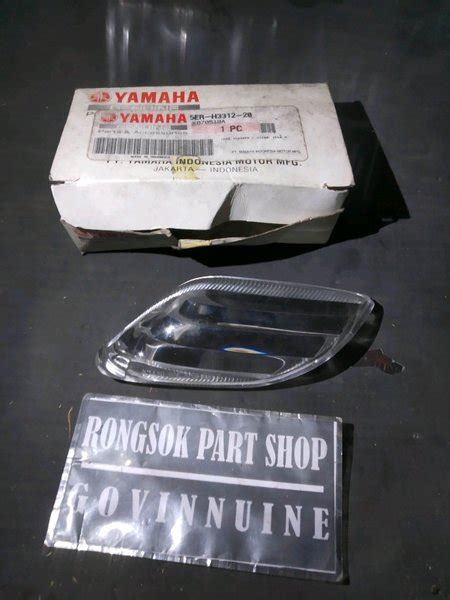 YAMAHA
YAMAHA
5ER-H3312-20
Parts & Accessories
1 PC
PT. YAMAHA INDONESIA MOTOR MFG.
JAKARTA - INDONESIA
RONGSOK PART SHOP
GOVINNUINE